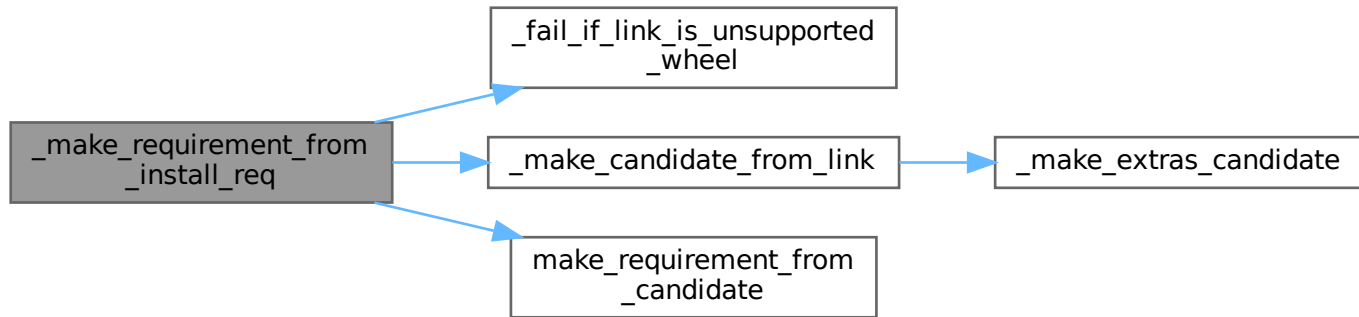 _make_requirement_from
_install_req
_fail_if_link_is_unsupported
_wheel
_make_candidate_from_link
_make_extras_candidate
make_requirement_from
_candidate